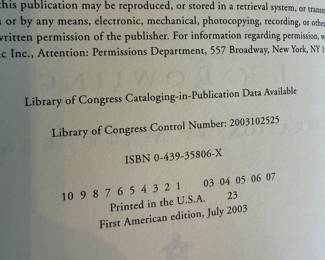 this publication may be reproduced, or stored in a retrieval system, or
or by any means, electronic, mechanical, photocopying, recording, or
written permission of the publisher. For information regarding permission,
Inc., Attention: Permissions Department, 557 Broadway, New York, NY
Library of Congress Cataloging-in-Publication Data Available
Library of Congress Control Number: 2003102525
ISBN 0-439-35806-X
10 9 8 7 6 5 4 3 2 1 03 04 05 06 07
Printed in the U.S.A. 23
First American edition, July 2003